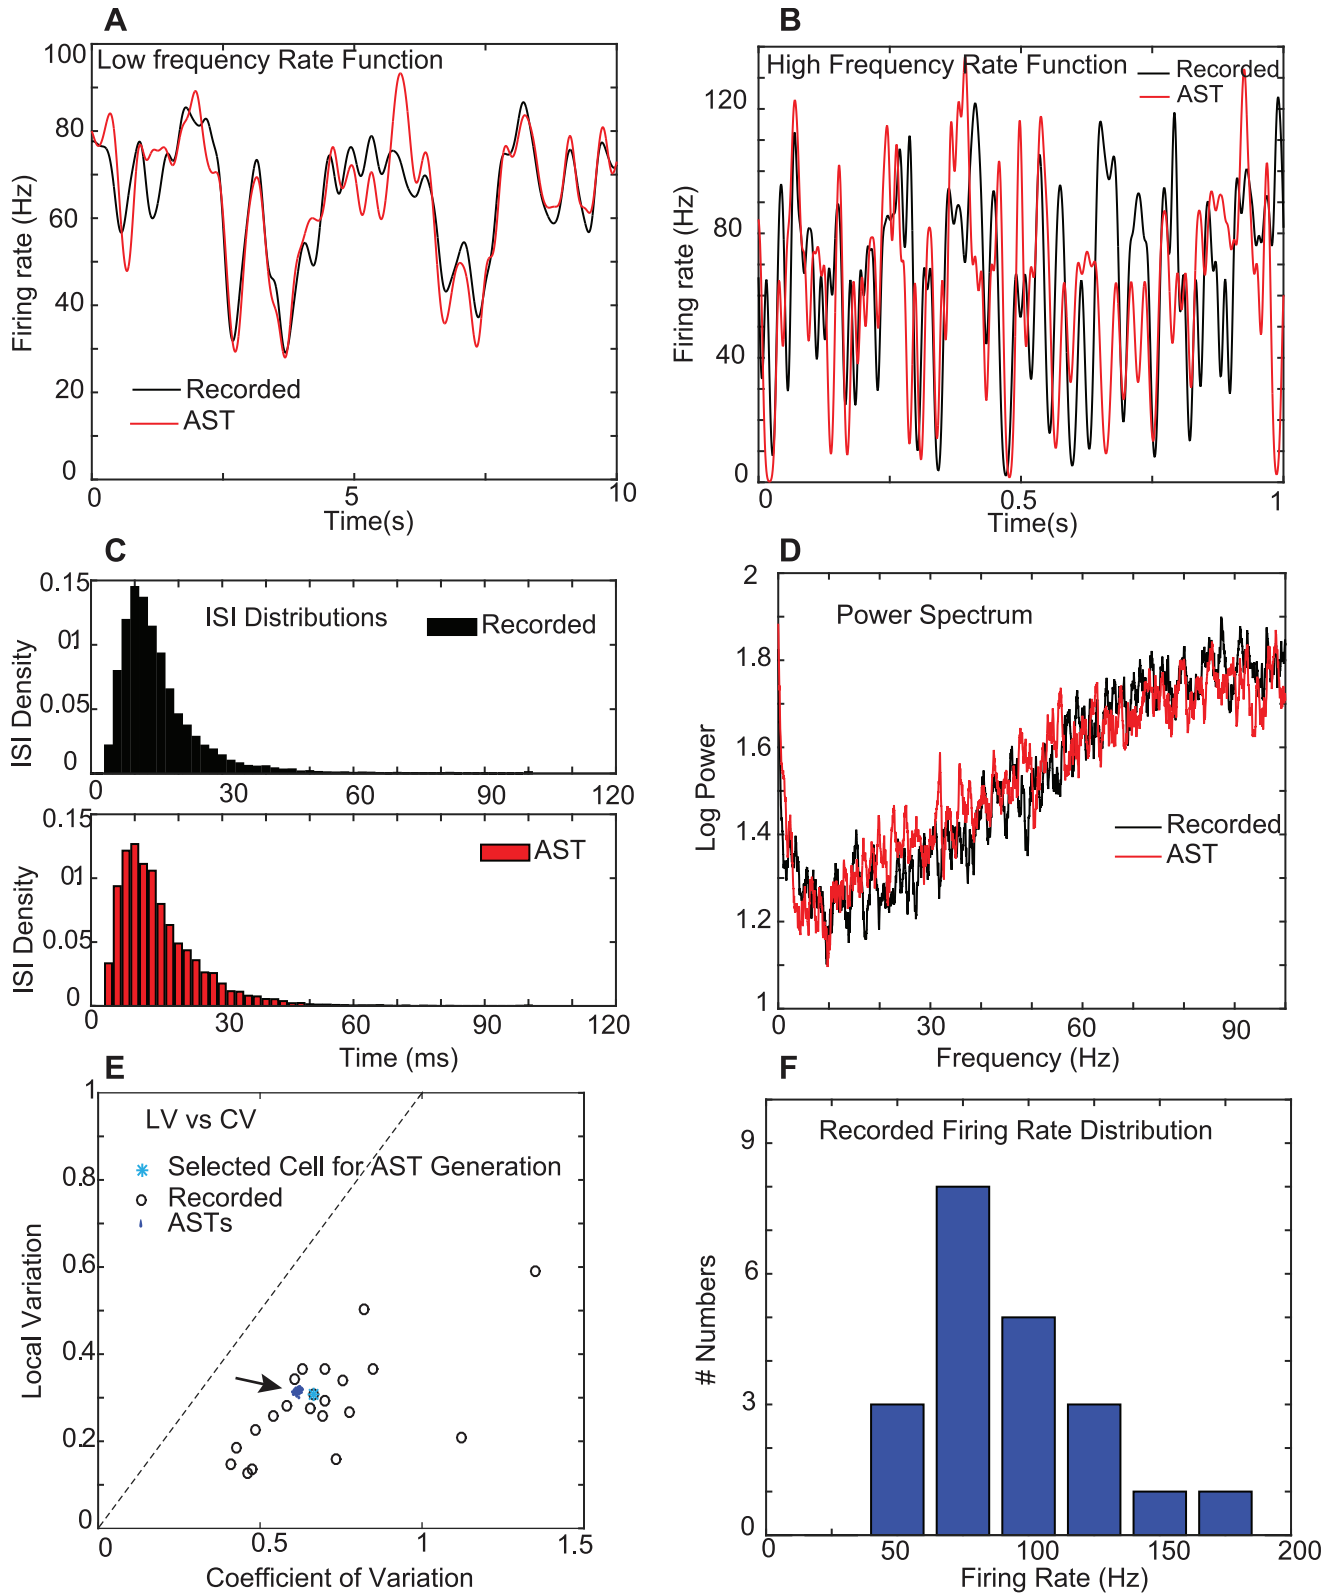 A
Low frequency Rate Function
100
80
60
40
20
0
Firing rate (Hz)
Recorded
AST
0
5
10
Time(s)
B
High Frequency Rate Function
Recorded
AST
120
80
40
0
Firing rate (Hz)
0
0.5
1
Time(s)
C
0.15
01
0.05
0
ISI Density
ISI Distributions
Recorded
30
60
90
120
0.15
01
0.05
0
ISI Density
AST
0
30
60
90
120
Time (ms)
D
2
1.8
1.6
1.4
1.2
1
Log Power
Power Spectrum
Recorded
AST
0
30
60
90
Frequency (Hz)
E
1
0.8
0.6
0.4
0.2
0
Local Variation
LV vs CV
Selected Cell for AST Generation
Recorded
ASTs
0
0.5
1
1.5
Coefficient of Variation
F
Recorded Firing Rate Distribution
9
6
3
0
# Numbers
0
50
100
150
200
Firing Rate (Hz)